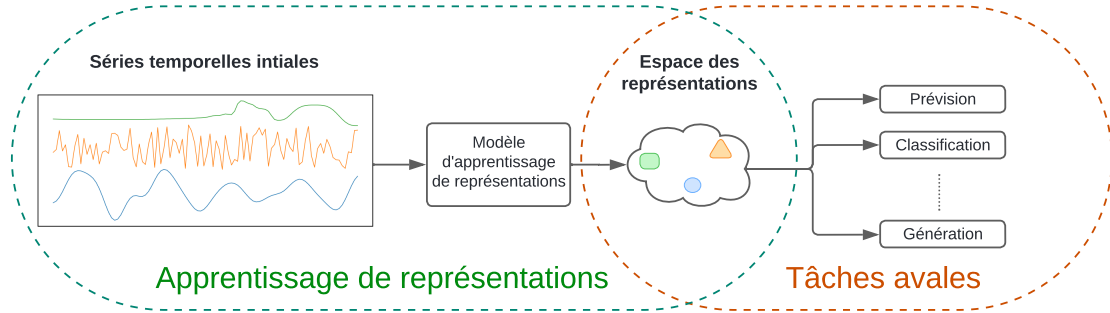 Séries temporelles intiales
Modèle
d'apprentissage
de représentations
Espace des
représentations
Prévision
Classification
Génération
Apprentissage de représentations
Tâches avales